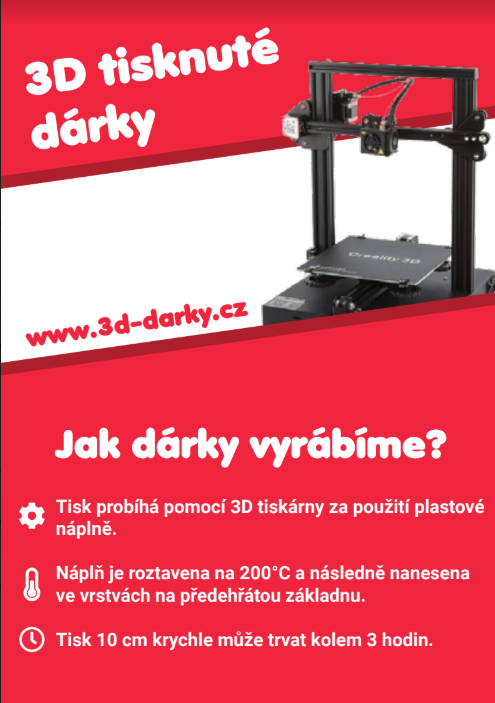 3D tisknuté
dárky
Creality 3D
www.3d-darky.cz
Jak dárky vyrábíme?
Tisk probíhá pomocí 3D tiskárny za použití plastové
náplně.
Náplň je roztavena na 200°C a následně nanesena
ve vrstvách na předehřátou základnu.
Tisk 10 cm krychle může trvat kolem 3 hodin.